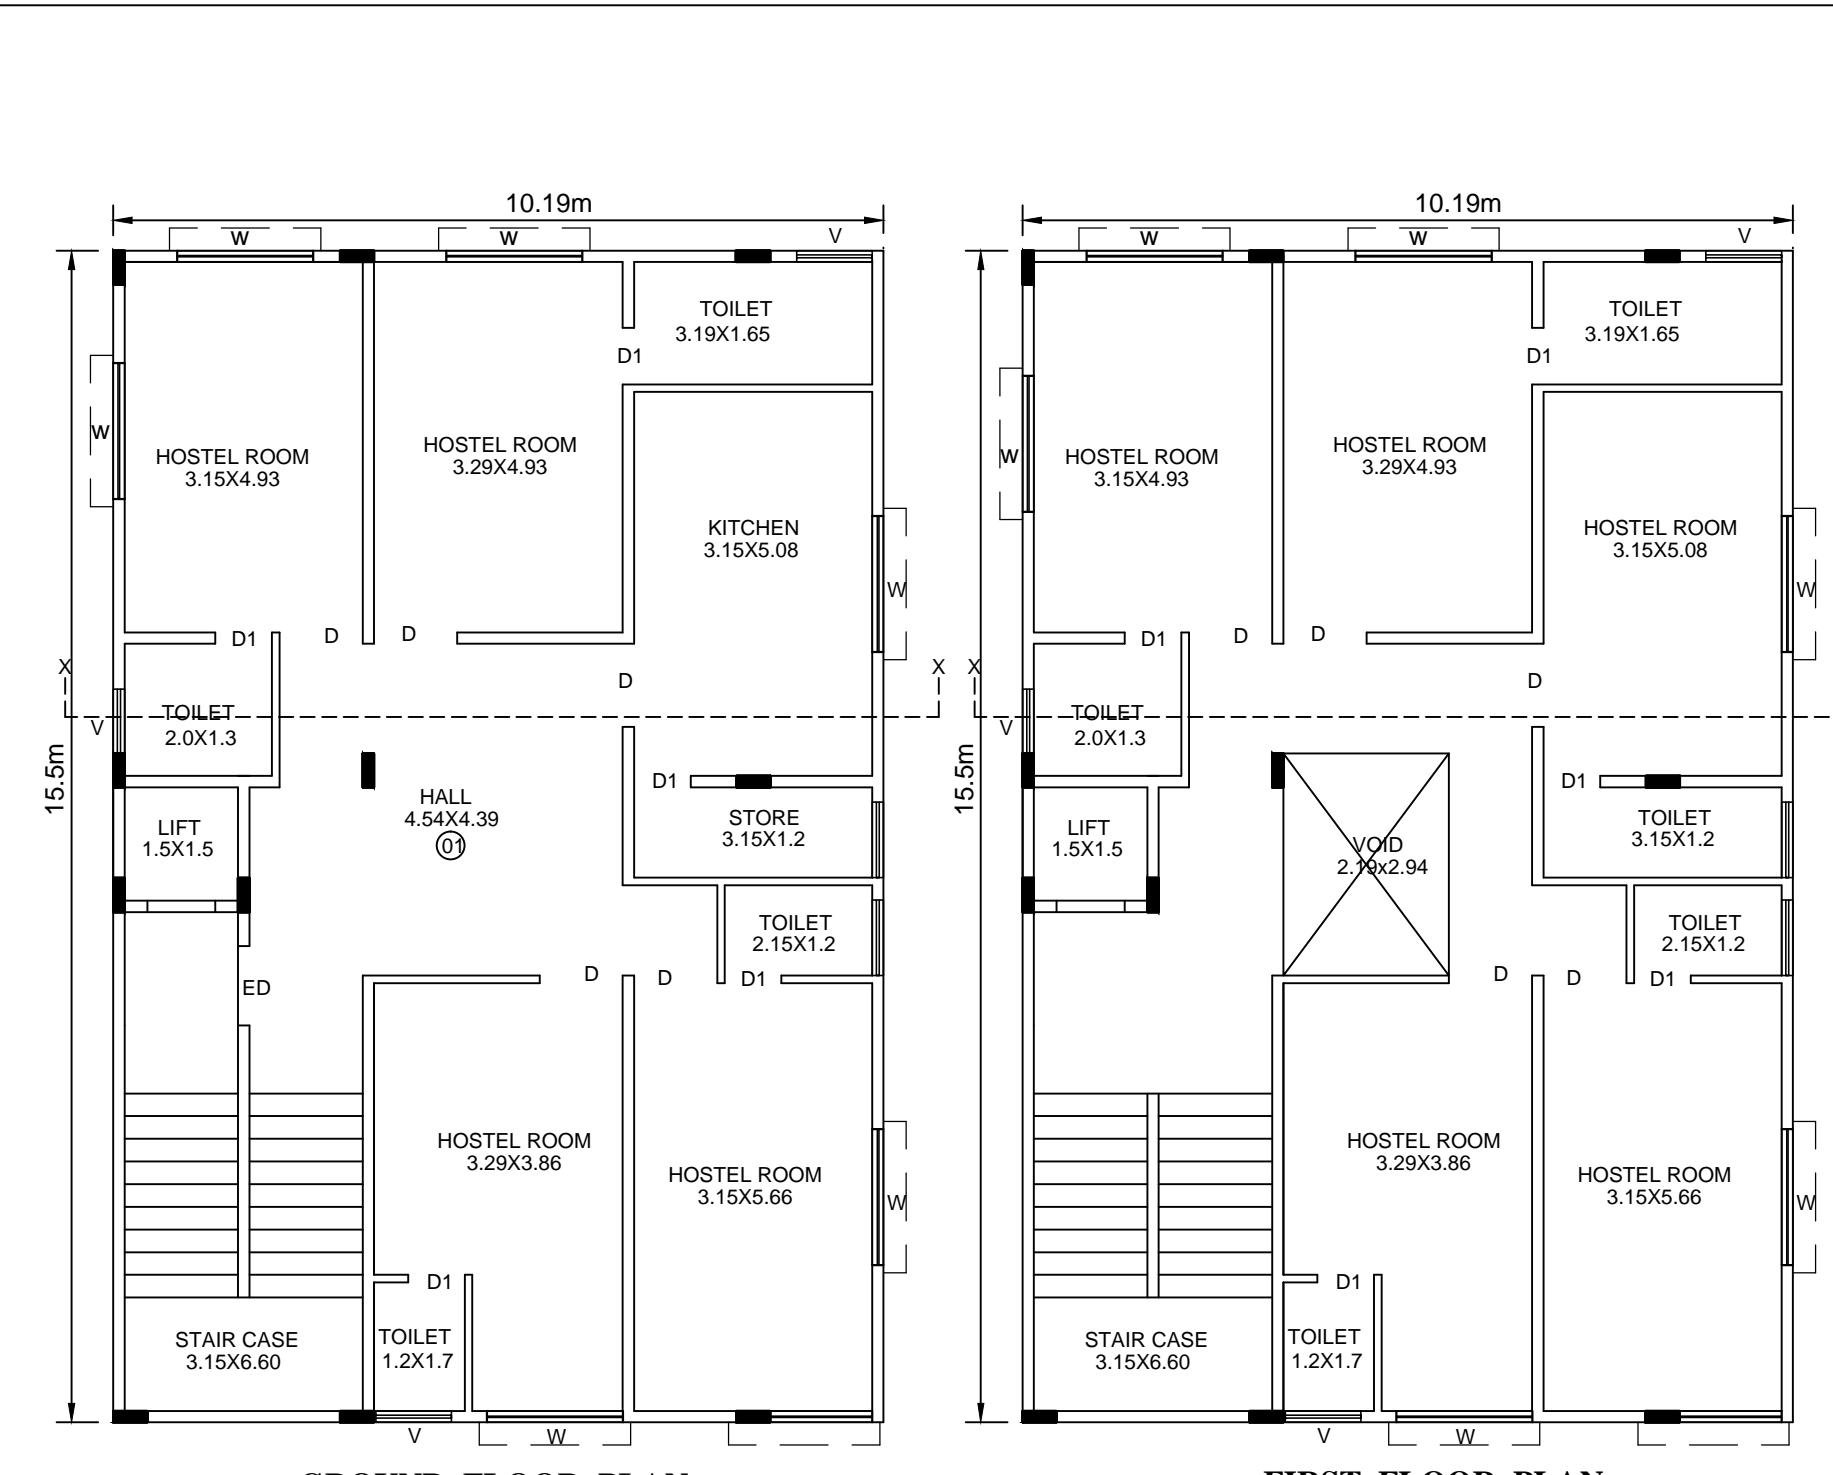 10.19m
W
W
V
TOILET
3.19X1.65
D1
W
HOSTEL ROOM
3.15X4.93
HOSTEL ROOM
3.29X4.93
KITCHEN
3.15X5.08
W
D1
D
D
X
X
D
V
TOILET
2.0X1.3
15.5m
D1
HALL
4.54X4.39
01
LIFT
1.5X1.5
STORE
3.15X1.2
TOILET
2.15X1.2
D
D
D1
ED
HOSTEL ROOM
3.29X3.86
HOSTEL ROOM
3.15X5.66
W
D1
STAIR CASE
3.15X6.60
TOILET
1.2X1.7
V
W
GROUND FLOOR PLAN
10.19m
W
W
V
TOILET
3.19X1.65
D1
W
HOSTEL ROOM
3.15X4.93
HOSTEL ROOM
3.29X4.93
HOSTEL ROOM
3.15X5.08
W
D1
D
D
X
D
V
TOILET
2.0X1.3
15.5m
D1
LIFT
1.5X1.5
VOID
2.19x2.94
TOILET
3.15X1.2
TOILET
2.15X1.2
D
D
D1
HOSTEL ROOM
3.29X3.86
HOSTEL ROOM
3.15X5.66
W
D1
STAIR CASE
3.15X6.60
TOILET
1.2X1.7
V
W
FIRST FLOOR PLAN